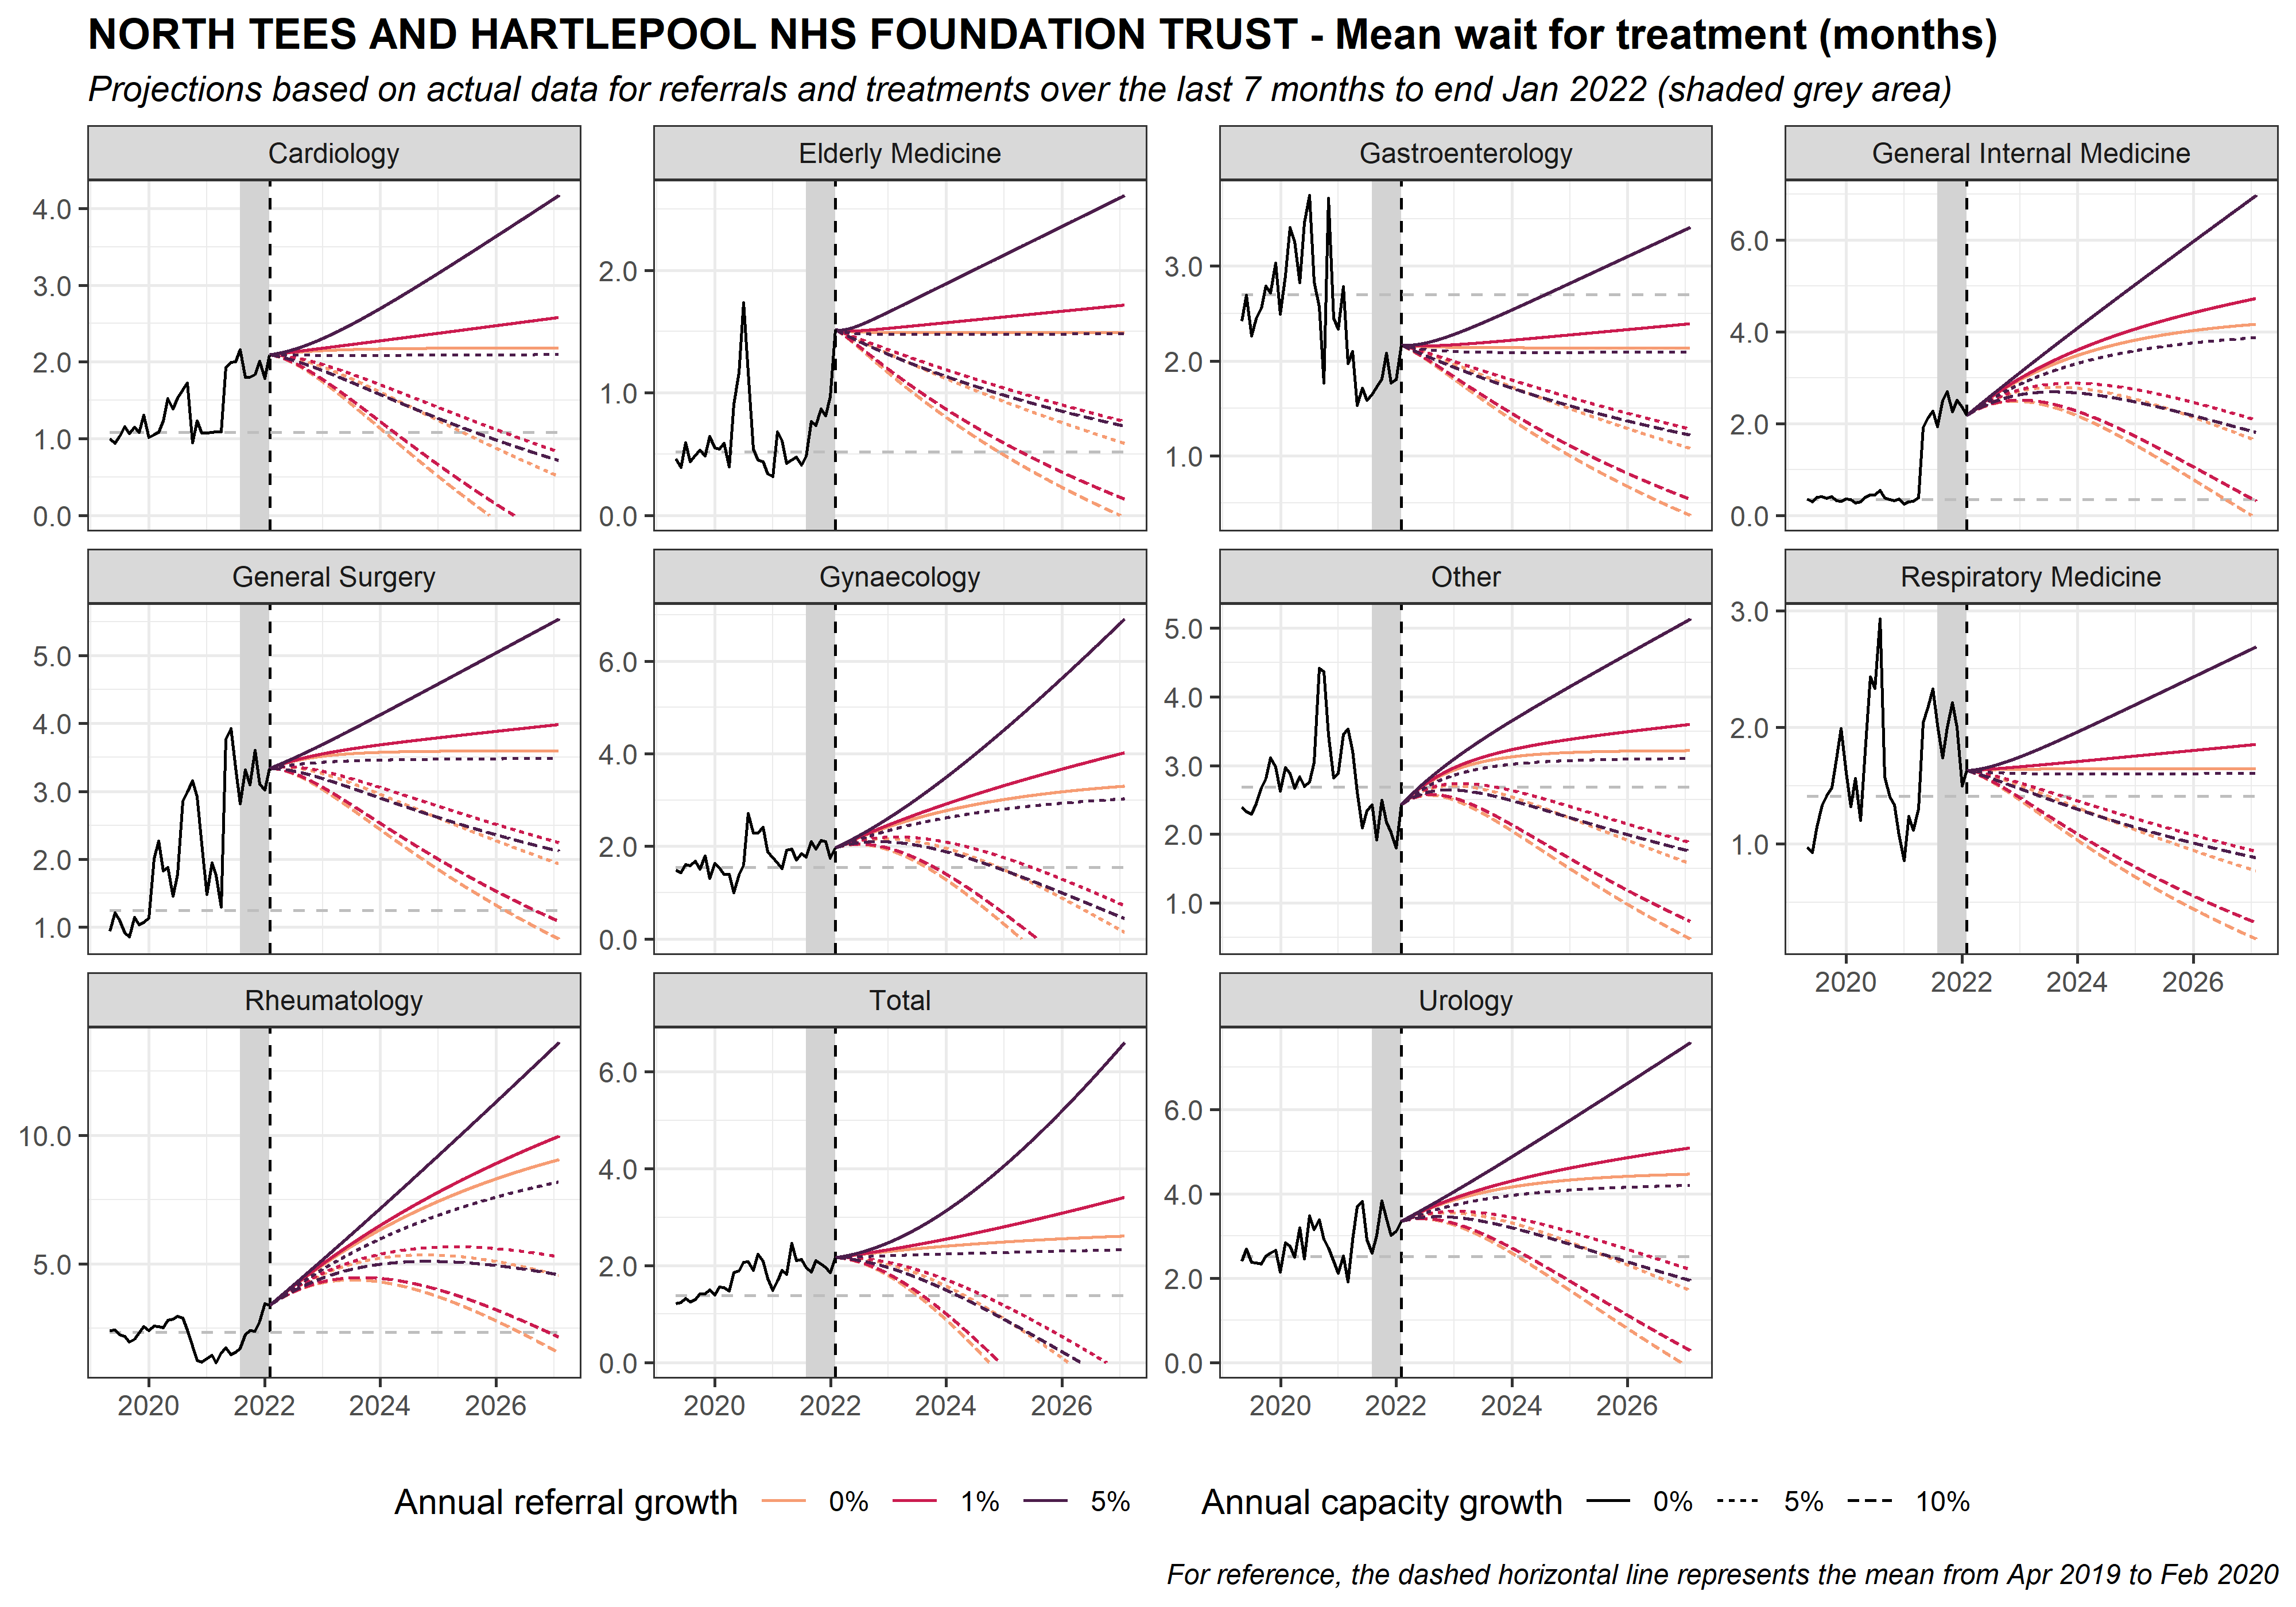 NORTH TEES AND HARTLEPOOL NHS FOUNDATION TRUST - Mean wait for treatment (months)
Projections based on actual data for referrals and treatments over the last 7 months to end Jan 2022 (shaded grey area)
Cardiology
4.0
3.0
2.0
1.0
0.0
Elderly Medicine
2.0
1.0
0.0
Gastroenterology
3.0
2.0
1.0
General Internal Medicine
6.0
4.0
2.0
0.0
General Surgery
5.0
4.0
3.0
2.0
1.0
Gynaecology
6.0
4.0
2.0
0.0
Other
5.0
4.0
3.0
2.0
1.0
Respiratory Medicine
3.0
2.0
1.0
2020 2022 2024 2026
Rheumatology
10.0
5.0
2020 2022 2024 2026
Total
6.0
4.0
2.0
0.0
2020 2022 2024 2026
Urology
6.0
4.0
2.0
0.0
2020 2022 2024 2026
Annual referral growth 0% 1% 5%
Annual capacity growth 0% 5% 10%
For reference, the dashed horizontal line represents the mean from Apr 2019 to Feb 2020